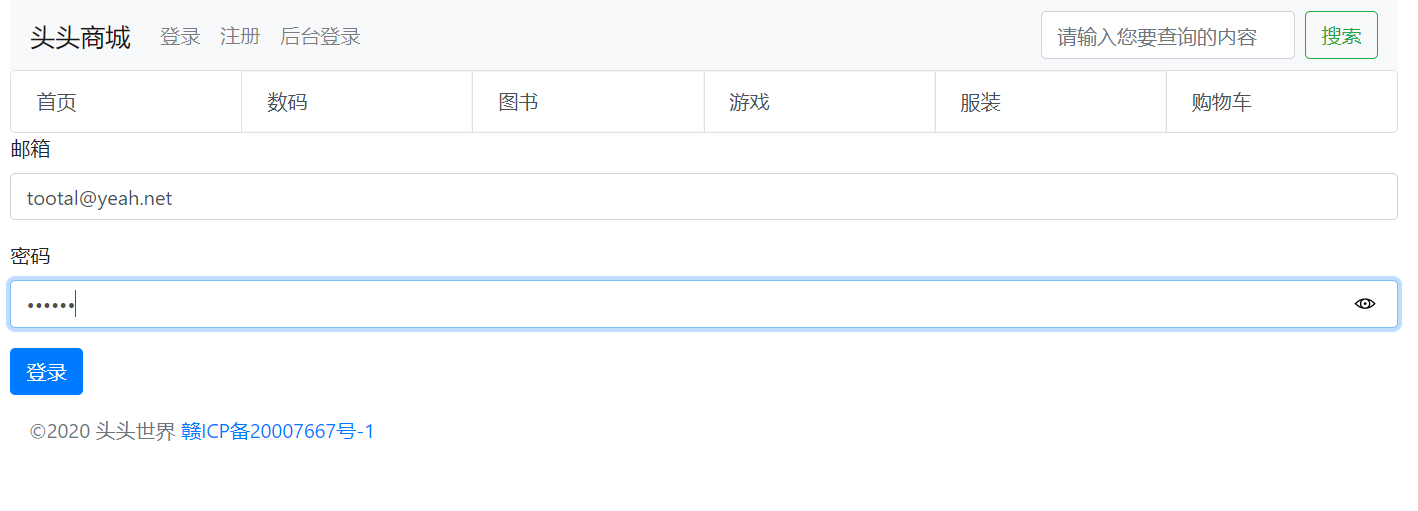 头头商城 登录 注册 后台登录 请输入您要查询的内容 搜索
首页 数码 图书 游戏 服装 购物车
邮箱
tootal@yeah.net
密码
••••••
登录
©2020 头头世界 赣ICP备20007667号-1